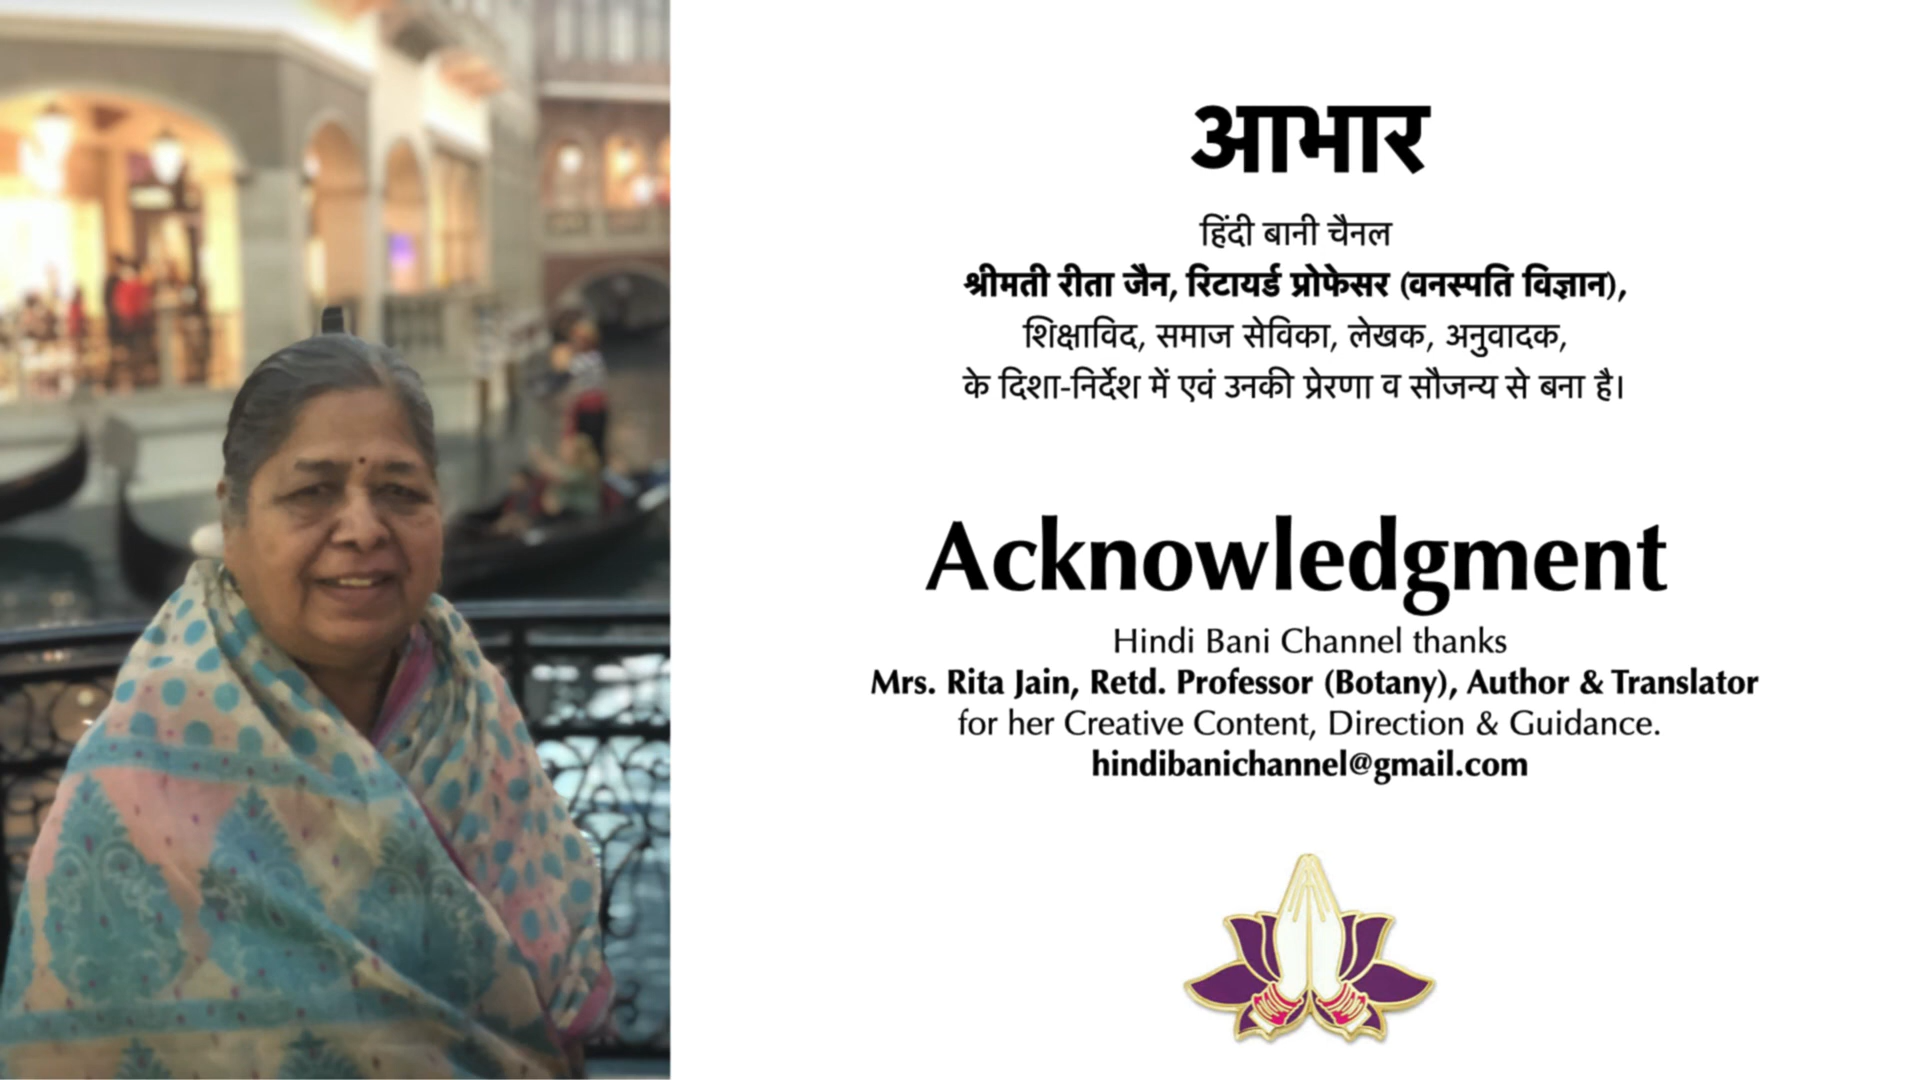 आभार
हिंदी बानी चैनल
श्रीमती रीता जैन, रिटायर्ड प्रोफेसर (वनस्पति विज्ञान),
शिक्षाविद, समाज सेविका, लेखक, अनुवादक,
के दिशा-निर्देश में एवं उनकी प्रेरणा व सौजन्य से बना है।
Acknowledgment
Hindi Bani Channel thanks
Mrs. Rita Jain, Retd. Professor (Botany), Author & Translator
for her Creative Content, Direction & Guidance.
hindibanichannel@gmail.com